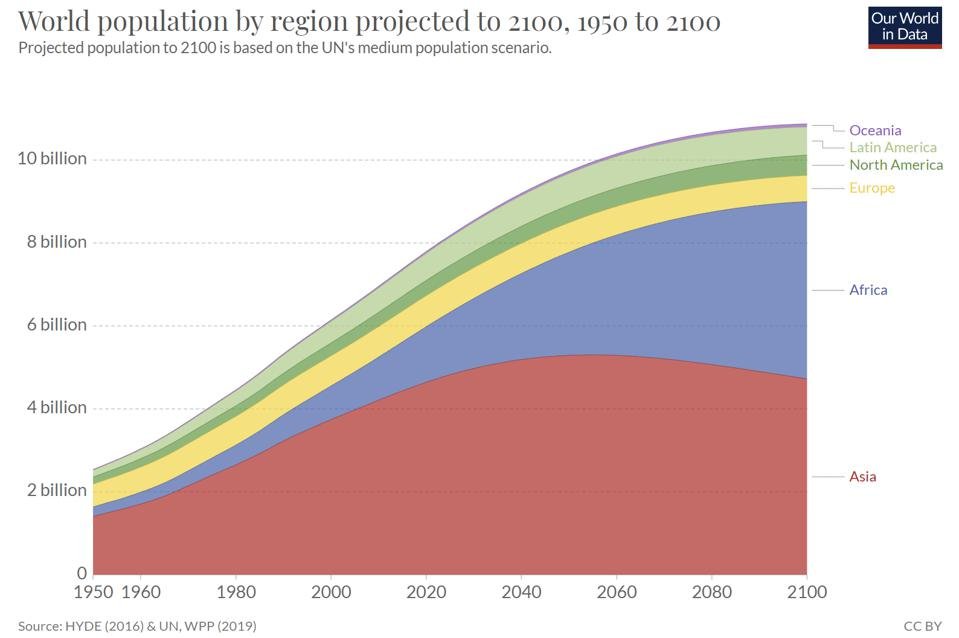 World population by region projected to 2100, 1950 to 2100
Projected population to 2100 is based on the UN's medium population scenario.
Our World
in Data
10 billion
8 billion
6 billion
4 billion
2 billion
0
1950 1960 1980 2000 2020 2040 2060 2080 2100
Oceania
Latin America
North America
Europe
Africa
Asia
Source: HYDE (2016) & UN, WPP (2019)
CC BY